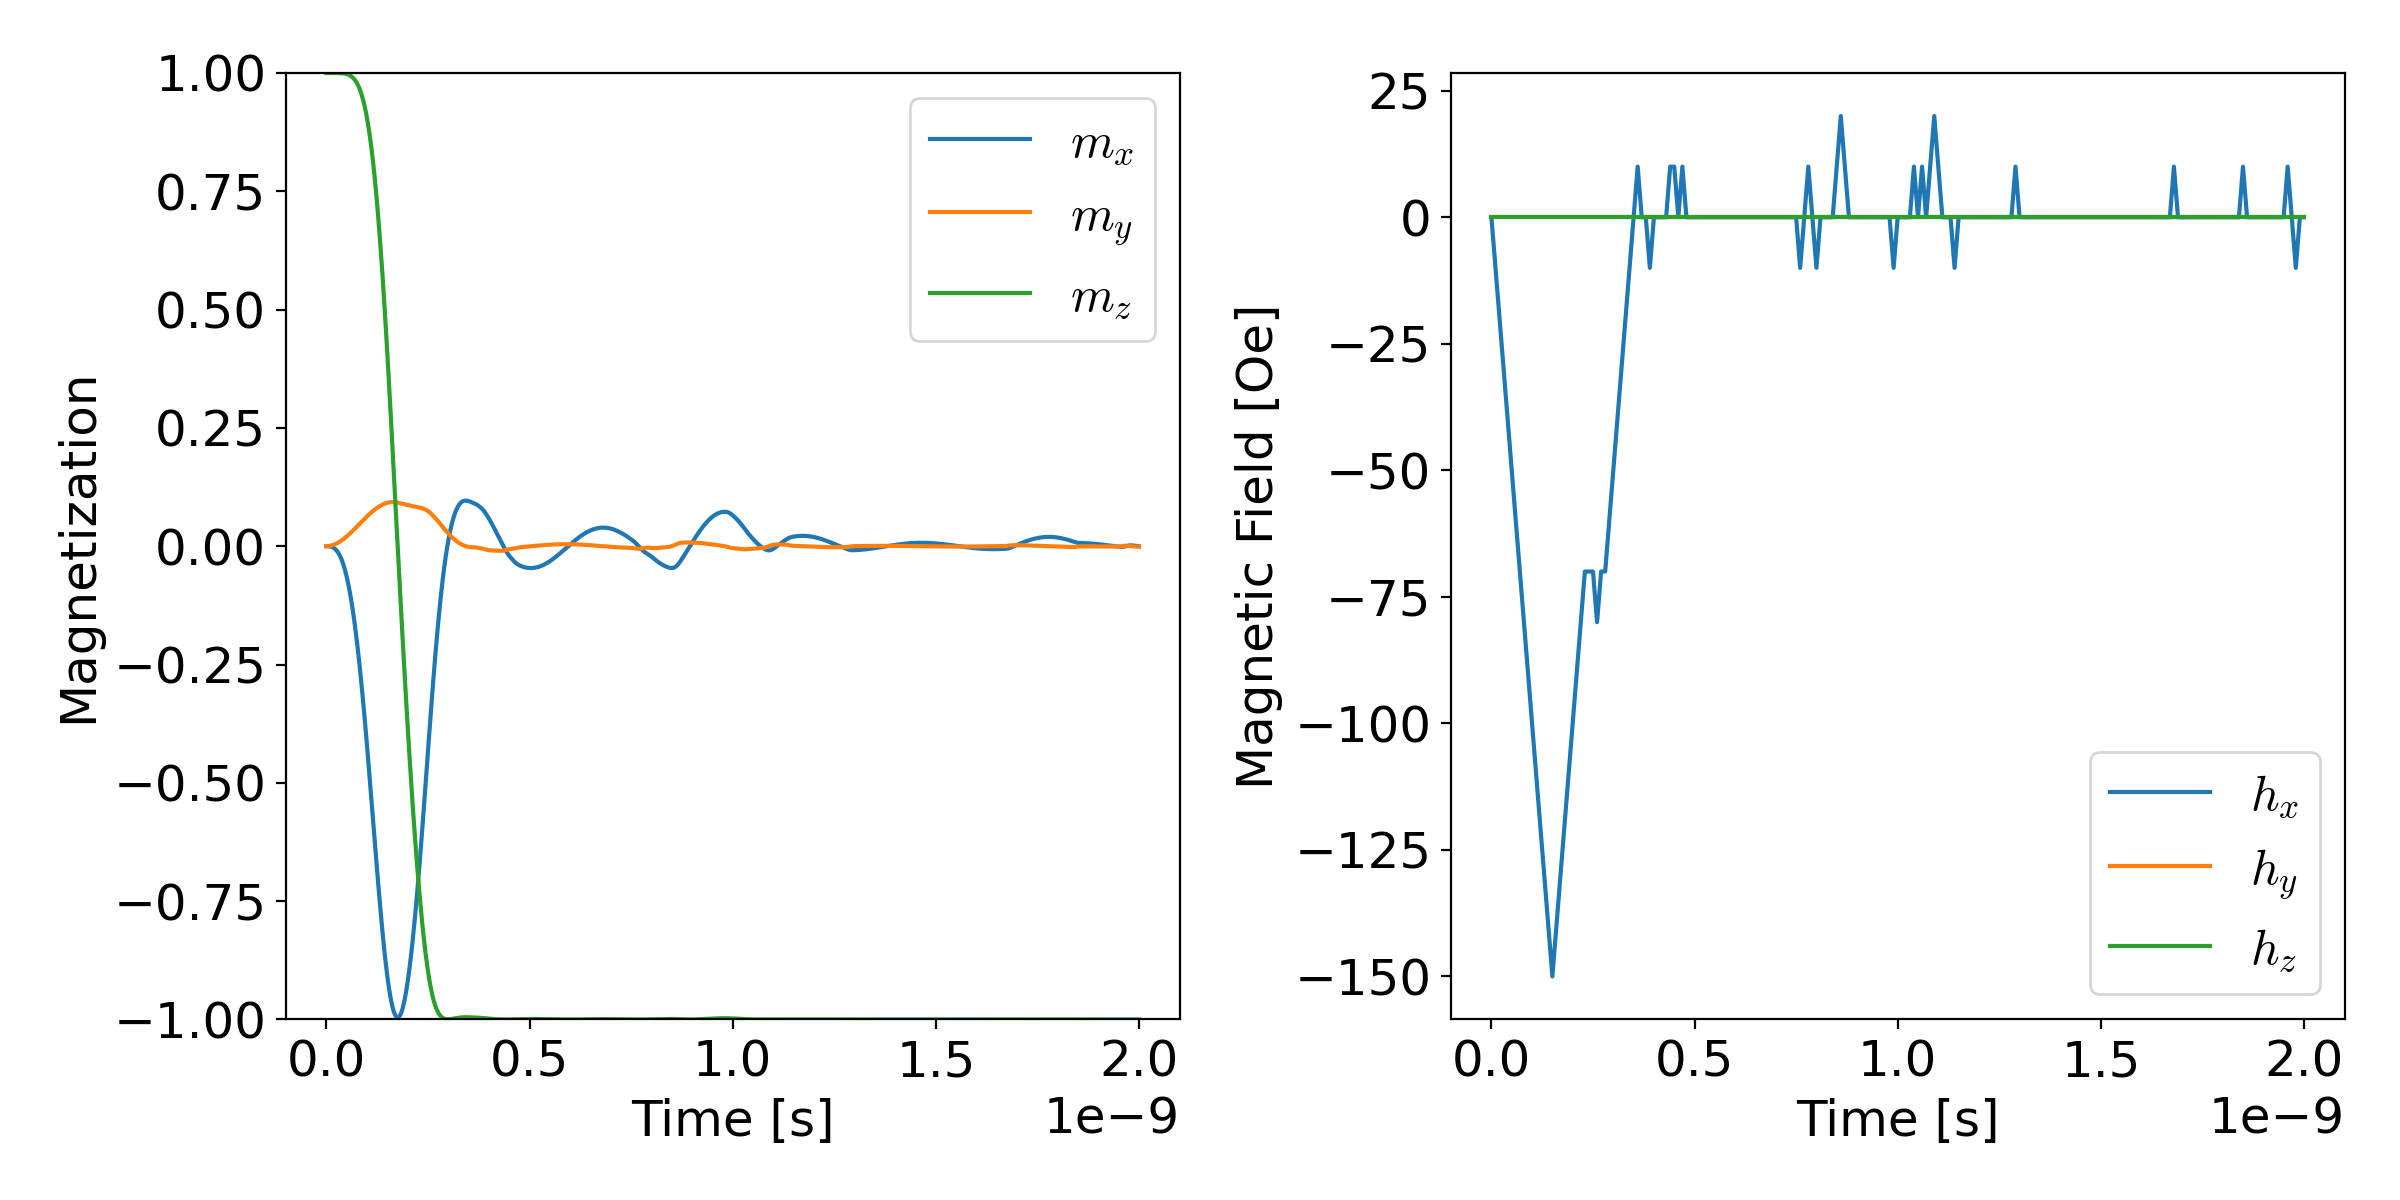 1.00
0.75
0.50
0.25
0.00
−0.25
−0.50
−0.75
−1.00
Magnetization
m_x
m_y
m_z
0.0 0.5 1.0 1.5 2.0
Time [s]
1e−9
25
0
−25
−50
−75
−100
−125
−150
Magnetic Field [Oe]
h_x
h_y
h_z
0.0 0.5 1.0 1.5 2.0
Time [s]
1e−9